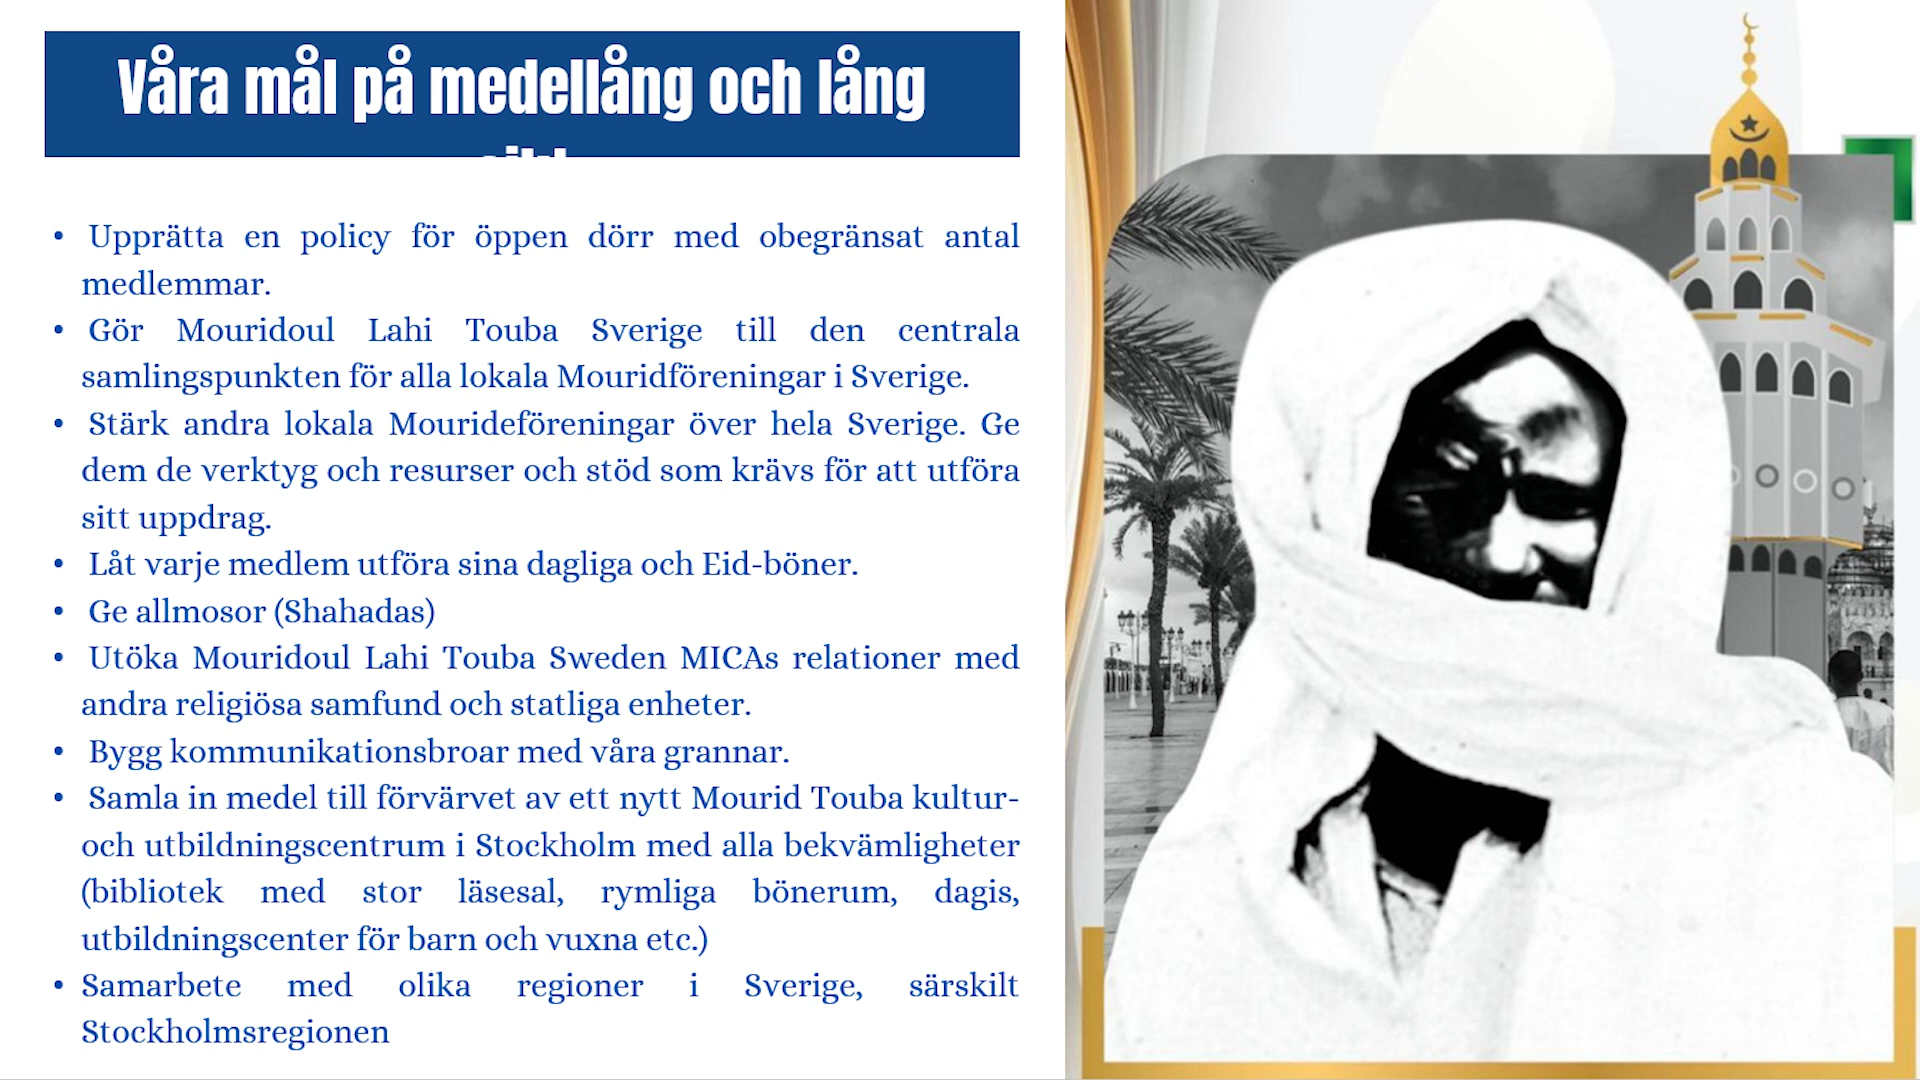 Våra mål på medellång och lång
• Upprätta en policy för öppen dörr med obegränsat antal
medlemmar.
• Gör Mouridoul Lahi Touba Sverige till den centrala
samlingspunkten för alla lokala Mouridföreningar i Sverige.
• Stärk andra lokala Mourideföreningar över hela Sverige. Ge
dem de verktyg och resurser och stöd som krävs för att utföra
sitt uppdrag.
• Låt varje medlem utföra sina dagliga och Eid-böner.
• Ge allmosor (Shahadas)
• Utöka Mouridoul Lahi Touba Sweden MICAs relationer med
andra religiösa samfund och statliga enheter.
• Bygg kommunikationsbroar med våra grannar.
• Samla in medel till förvärvet av ett nytt Mourid Touba kultur-
och utbildningscentrum i Stockholm med alla bekvämligheter
(bibliotek med stor läsesal, rymliga bönerum, dagis,
utbildningscenter för barn och vuxna etc.)
• Samarbete med olika regioner i Sverige, särskilt
Stockholmsregionen